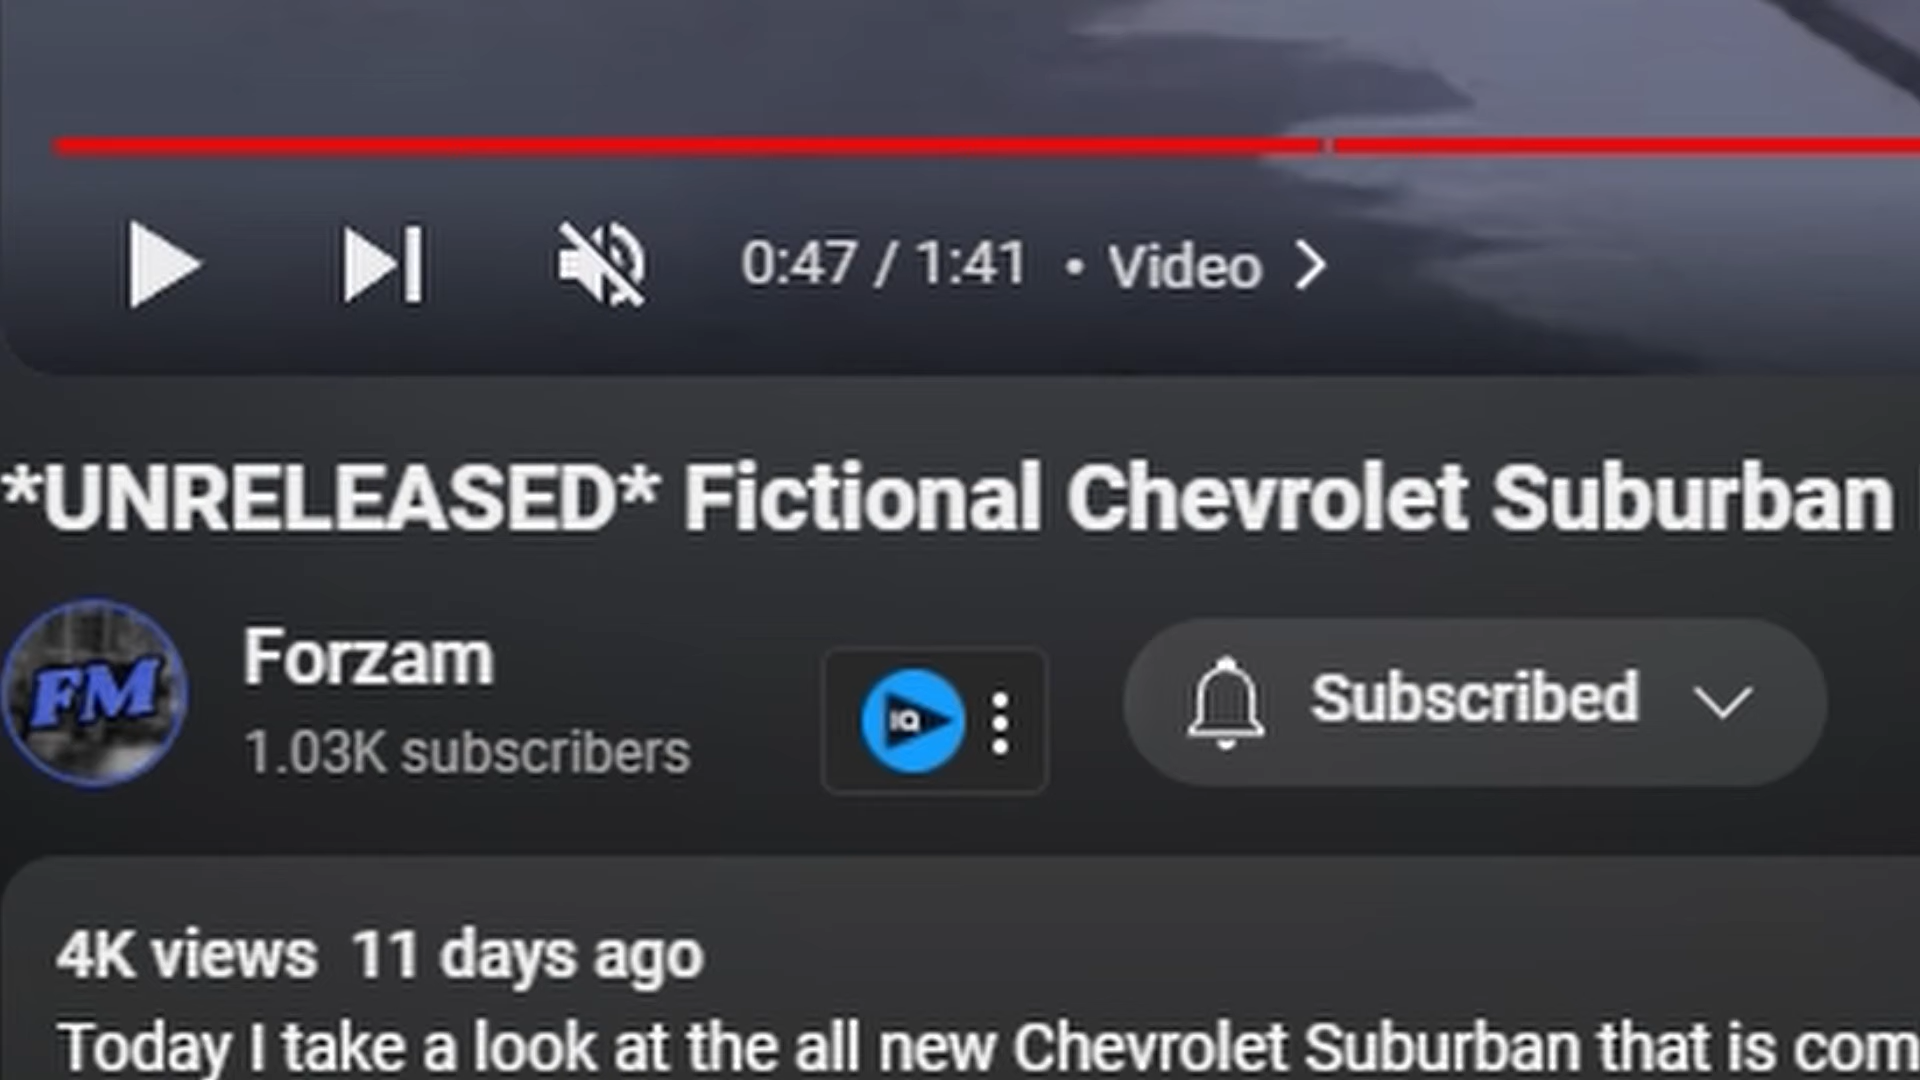 0:47 / 1:41 • Video
*UNRELEASED* Fictional Chevrolet Suburban
FM
Forzam
1.03K subscribers
IQ
Subscribed
4K views 11 days ago
Today I take a look at the all new Chevrolet Suburban that is com